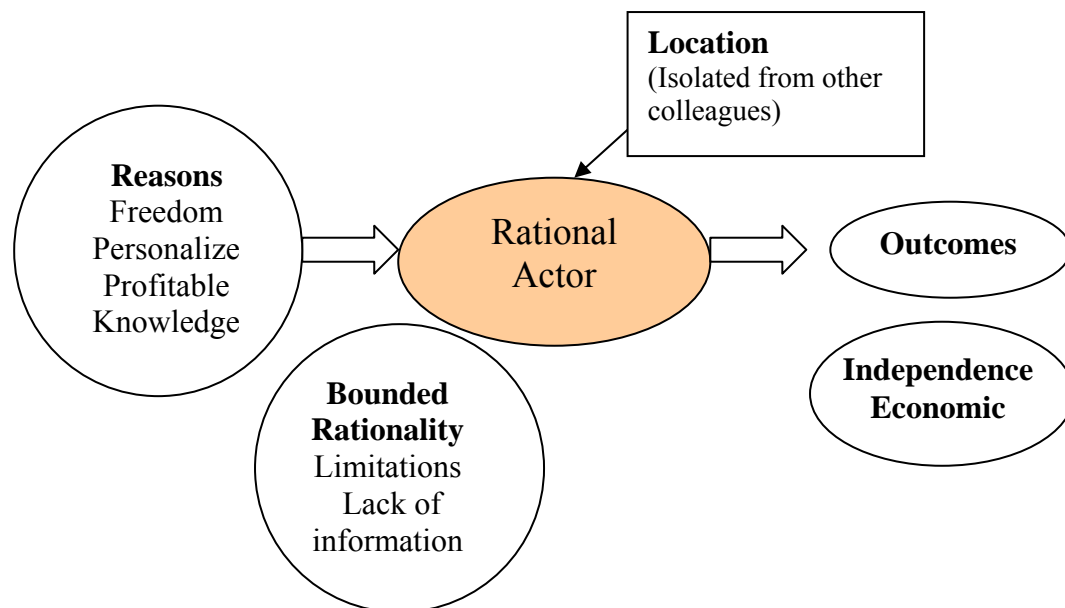 Location
(Isolated from other
colleagues)
Reasons
Freedom
Personalize
Profitable
Knowledge
Rational
Actor
Outcomes
Bounded
Rationality
Limitations
Lack of
information
Independence
Economic